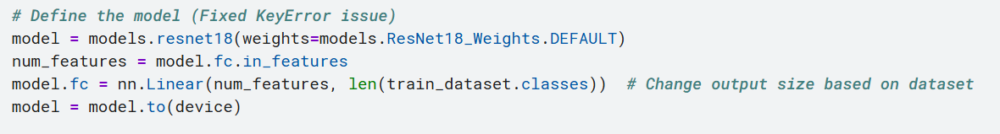 # Define the model (Fixed KeyError issue)
model = models.resnet18(weights=models.ResNet18_Weights.DEFAULT)
num_features = model.fc.in_features
model.fc = nn.Linear(num_features, len(train_dataset.classes))  # Change output size based on dataset
model = model.to(device)